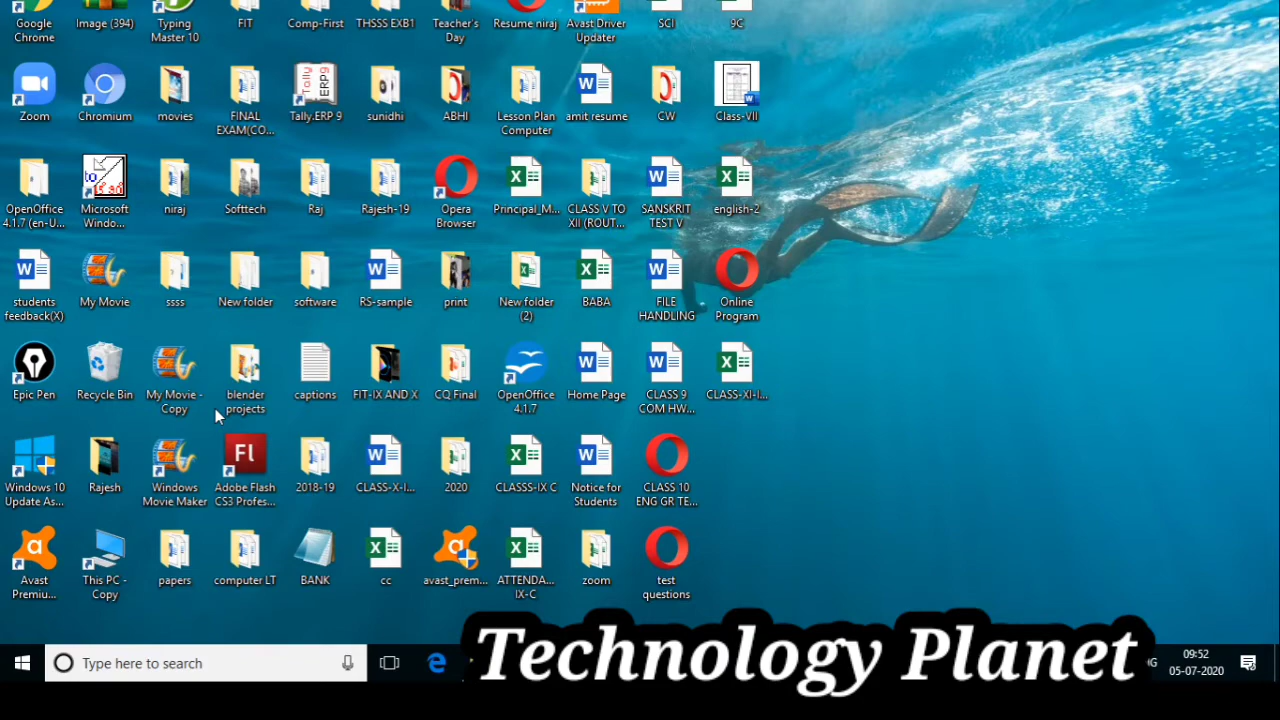 Google
Chrome
Image (394)
Typing
Master 10
FIT
Comp-First
THSSS EXB1
Teacher's
Day
Resume niraj
Avast Driver
Updater
SCI
9C
Zoom
Chromium
movies
FINAL
EXAM(CO...
Tally
ERP9
Tally.ERP 9
sunidhi
ABHI
Lesson Plan
Computer
amit resume
CW
Class-VII
OpenOffice
4.1.7 (en-U...
Microsoft
Windo...
niraj
Softtech
Raj
Rajesh-19
Opera
Browser
Principal_M...
CLASS V TO
XII (ROUT...
SANSKRIT
TEST V
english-2
students
feedback(X)
My Movie
ssss
New folder
software
RS-sample
print
New folder
(2)
BABA
FILE
HANDLING
Online
Program
Epic Pen
Recycle Bin
My Movie -
Copy
blender
projects
captions
FIT-IX AND X
CQ Final
OpenOffice
4.1.7
Home Page
CLASS 9
COM HW...
CLASS-XI-I...
Windows 10
Update As...
Rajesh
Windows
Movie Maker
Fl
Adobe Flash
CS3 Profes...
2018-19
CLASS-X-I...
2020
CLASSS-IX C
Notice for
Students
CLASS 10
ENG GR TE...
Avast
Premiu...
This PC -
Copy
papers
computer LT
BANK
cc
avast_prem...
ATTENDA...
IX-C
zoom
test
questions
Type here to search
Technology Planet
09:52
05-07-2020